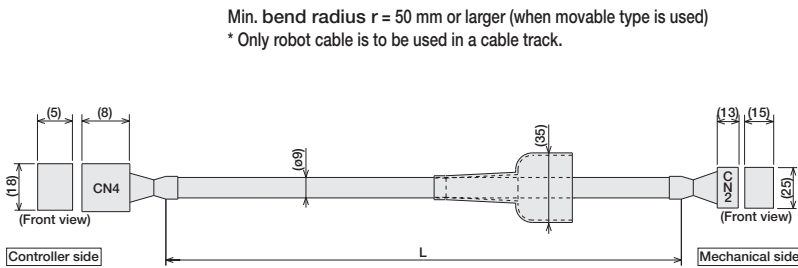 Min. bend radius r = 50 mm or larger (when movable type is used)
* Only robot cable is to be used in a cable track.
(5)
(8)
(13)
(15)
(35)
(ø9)
(18)
CN4
CN2
(25)
(Front view)
(Front view)
Controller side
L
Mechanical side